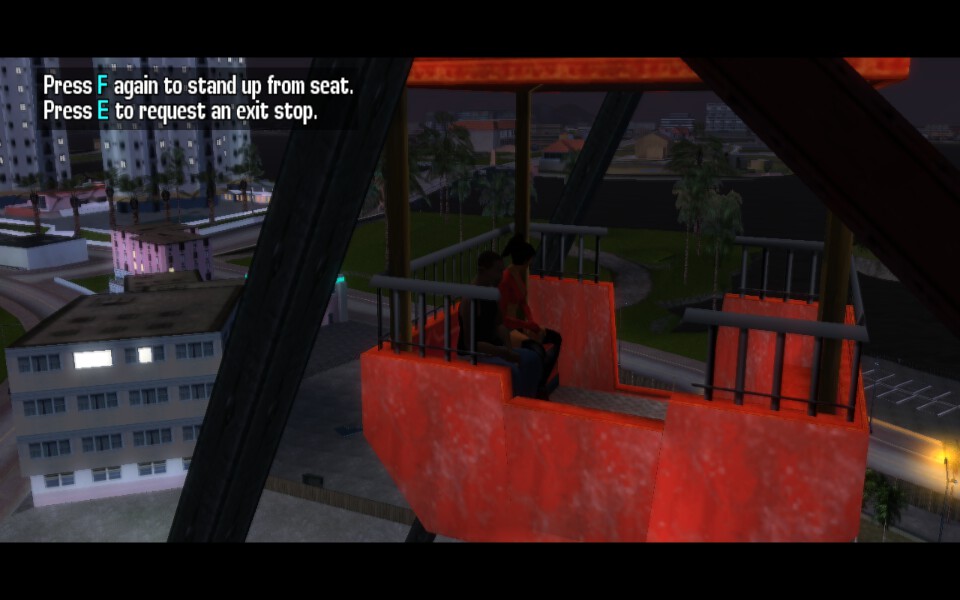 Press F again to stand up from seat.
Press E to request an exit stop.